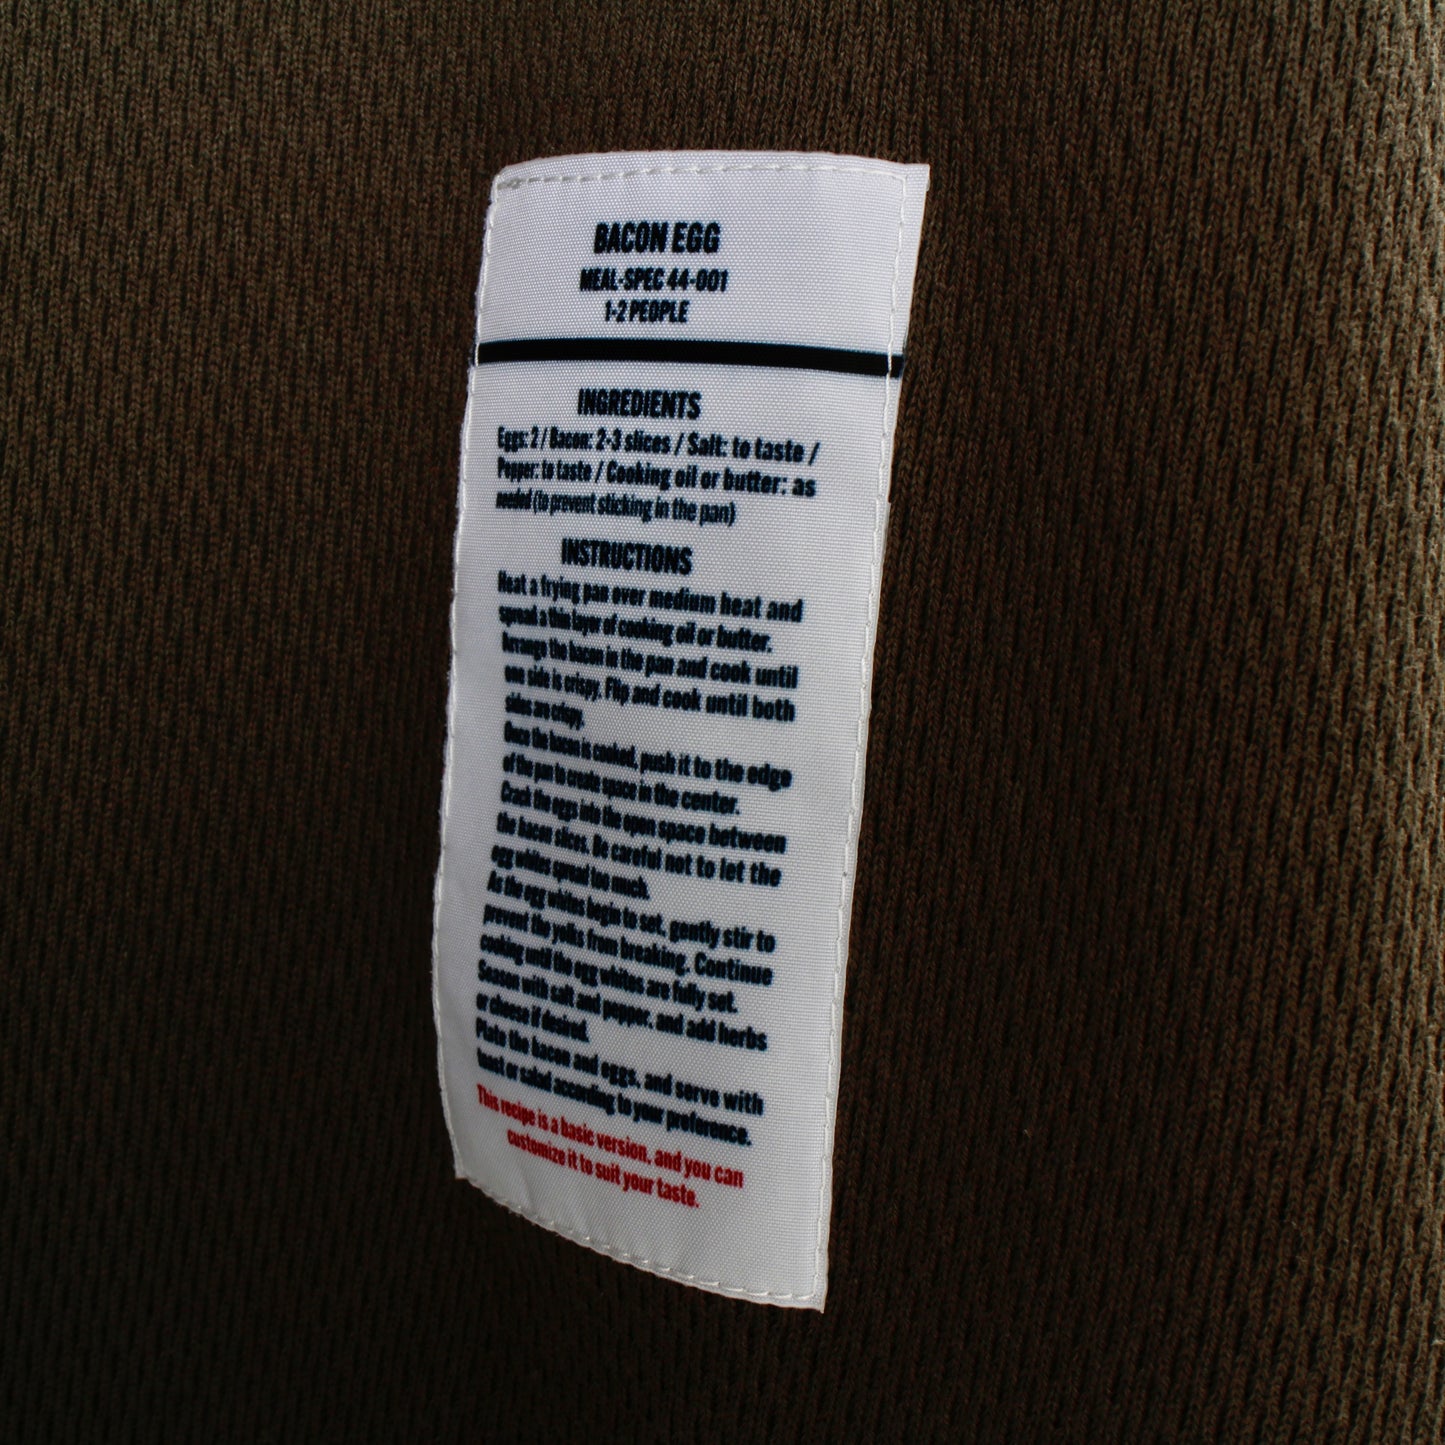 BACON EGG
MEAL-SPEC 44-001
1-2 PEOPLE
INGREDIENTS
Eggs: 2 / Bacon: 2-3 slices / Salt: to taste /
Pepper: to taste / Cooking oil or butter: as
needed (to prevent sticking in the pan)
INSTRUCTIONS
Heat a frying pan over medium heat and
spread a thin layer of cooking oil or butter.
Arrange the bacon in the pan and cook until
one side is crispy. Flip and cook until both
sides are crispy.
Once the bacon is cooked, push it to the edge
of the pan to create space in the center.
Crack the eggs into the open space between
the bacon slices. Be careful not to let the
egg whites spread too much.
As the egg whites begin to set, gently stir to
prevent the yolks from breaking. Continue
cooking until the egg whites are fully set.
Season with salt and pepper, and add herbs
or cheese if desired.
Plate the bacon and eggs, and serve with
toast or salad according to your preference.
This recipe is a basic version, and you can
customize it to suit your taste.